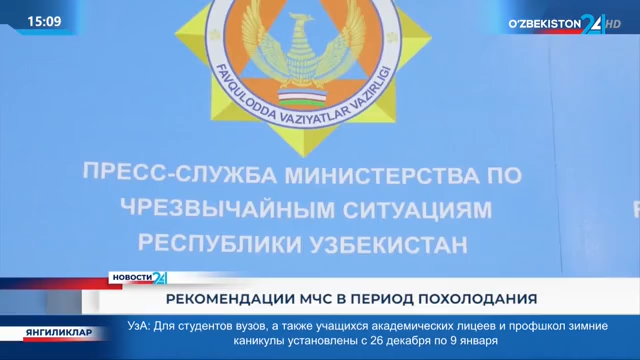 15:09
O'ZBEKISTON 24 HD
FAVQULODDA VAZIYATLAR VAZIRLIGI
ПРЕСС-СЛУЖБА МИНИСТЕРСТВА ПО
ЧРЕЗВЫЧАЙНЫМ СИТУАЦИЯМ
РЕСПУБЛИКИ УЗБЕКИСТАН
НОВОСТИ 24
РЕКОМЕНДАЦИИ МЧС В ПЕРИОД ПОХОЛОДАНИЯ
ЯНГИЛИКЛАР
УзА: Для студентов вузов, а также учащихся академических лицеев и профшкол зимние
каникулы установлены с 26 декабря по 9 января